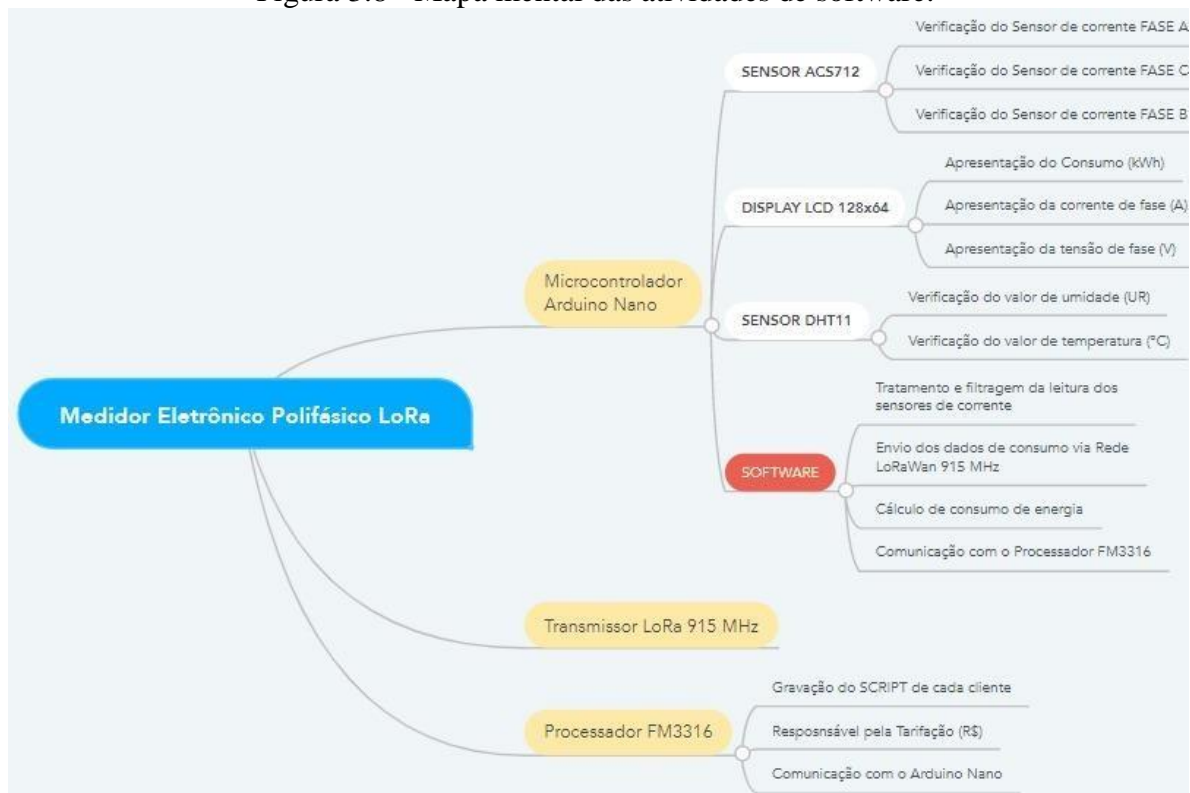 Figura 3.8 - Mapa mental das atividades de software.
Verificação do Sensor de corrente FASE A
SENSOR ACS712
Verificação do Sensor de corrente FASE C
Verificação do Sensor de corrente FASE B
Apresentação do Consumo (kWh)
DISPLAY LCD 128x64
Apresentação da corrente de fase (A)
Apresentação da tensão de fase (V)
Microcontrolador
Arduino Nano
Verificação do valor de umidade (UR)
SENSOR DHT11
Verificação do valor de temperatura (°C)
Medidor Eletrônico Polifásico LoRa
Tratamento e filtragem da leitura dos
sensores de corrente
SOFTWARE
Envio dos dados de consumo via Rede
LoRaWan 915 MHz
Cálculo de consumo de energia
Comunicação com o Processador FM3316
Transmissor LoRa 915 MHz
Gravação do SCRIPT de cada cliente
Processador FM3316
Resposnsável pela Tarifação (R$)
Comunicação com o Arduino Nano